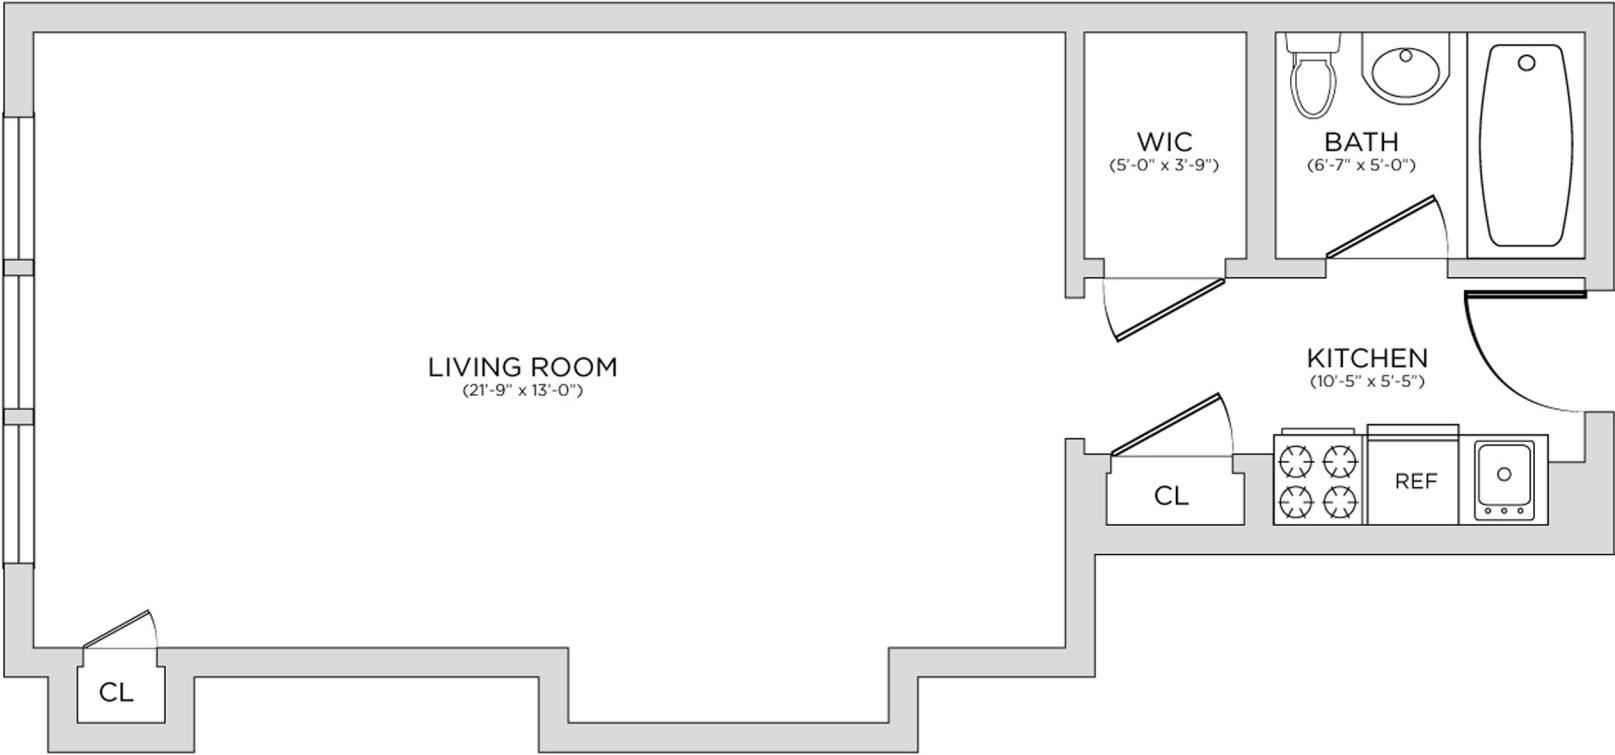 WIC
(5'-0" x 3'-9")
BATH
(6'-7" x 5'-0")
LIVING ROOM
(21'-9" x 13'-0")
KITCHEN
(10'-5" x 5'-5")
CL
REF
CL